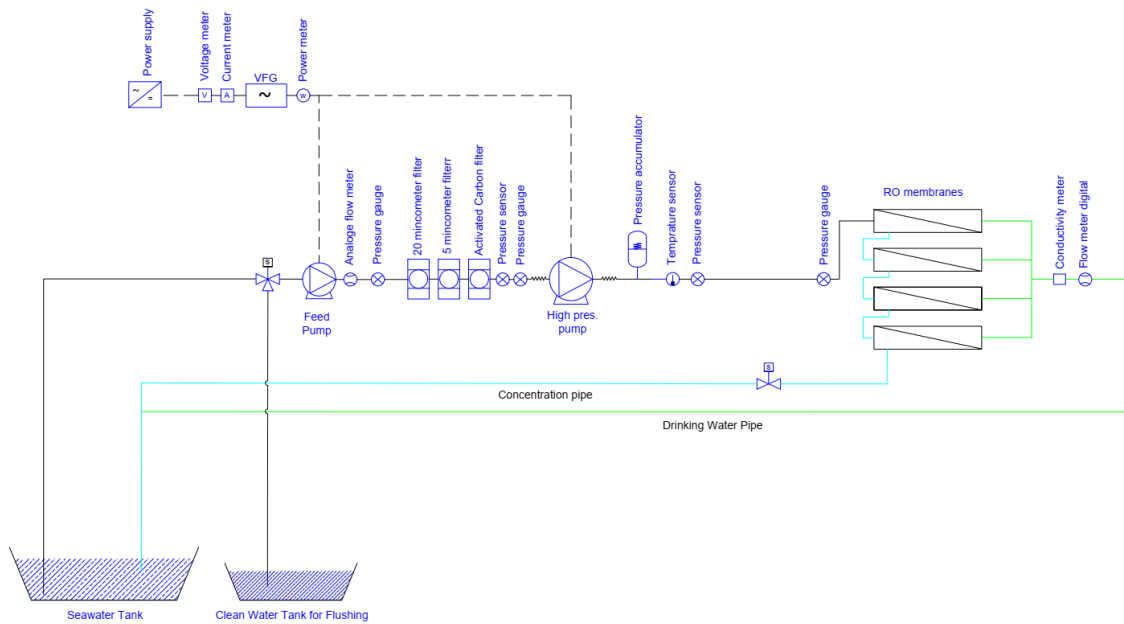 Power supply
Voltage meter
Current meter
VFG
Power meter
~
=
V
A
~
w
Analoge flow meter
Pressure gauge
20 mincometer filter
5 mincometer filterr
Activated Carbon filter
Pressure sensor
Pressure gauge
Pressure accumulator
Temprature sensor
Pressure sensor
Pressure gauge
RO membranes
Conductivity meter
Flow meter digital
S
Feed
Pump
High pres.
pump
S
Concentration pipe
Drinking Water Pipe
Seawater Tank
Clean Water Tank for Flushing